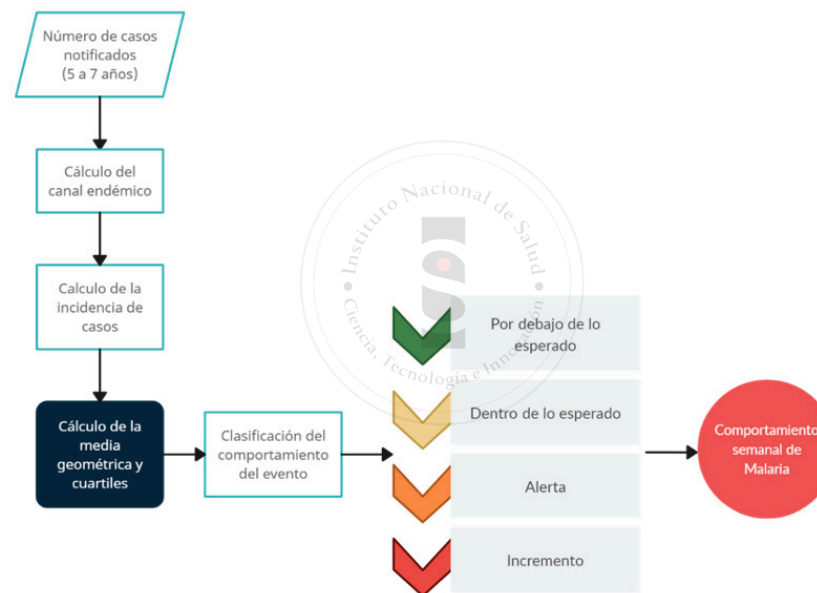 Número de casos
notificados
(5 a 7 años)
Cálculo del
canal endémico
Calculo de la
incidencia de
casos
Cálculo de la
media
geométrica y
cuartiles
Clasificación del
comportamiento
del evento
Por debajo de lo
esperado
Dentro de lo esperado
Alerta
Incremento
Comportamiento
semanal de
Malaria
Instituto Nacional de Salud
Ciencia, Tecnología e Innovación